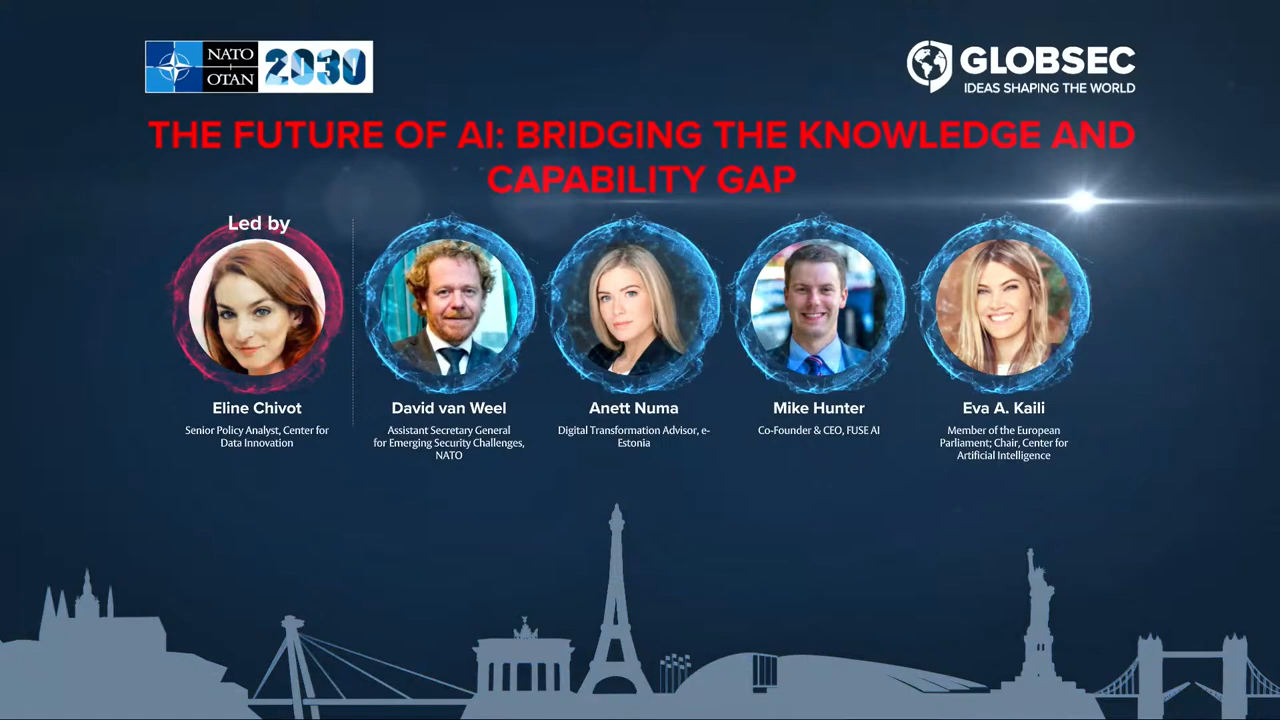 NATO
OTAN
2030
GLOBSEC
IDEAS SHAPING THE WORLD
THE FUTURE OF AI: BRIDGING THE KNOWLEDGE AND
CAPABILITY GAP
Led by
Eline Chivot
Senior Policy Analyst, Center for
Data Innovation
David van Weel
Assistant Secretary General
for Emerging Security Challenges,
NATO
Anett Numa
Digital Transformation Advisor, e-
Estonia
Mike Hunter
Co-Founder & CEO, FUSE AI
Eva A. Kaili
Member of the European
Parliament; Chair, Center for
Artificial Intelligence